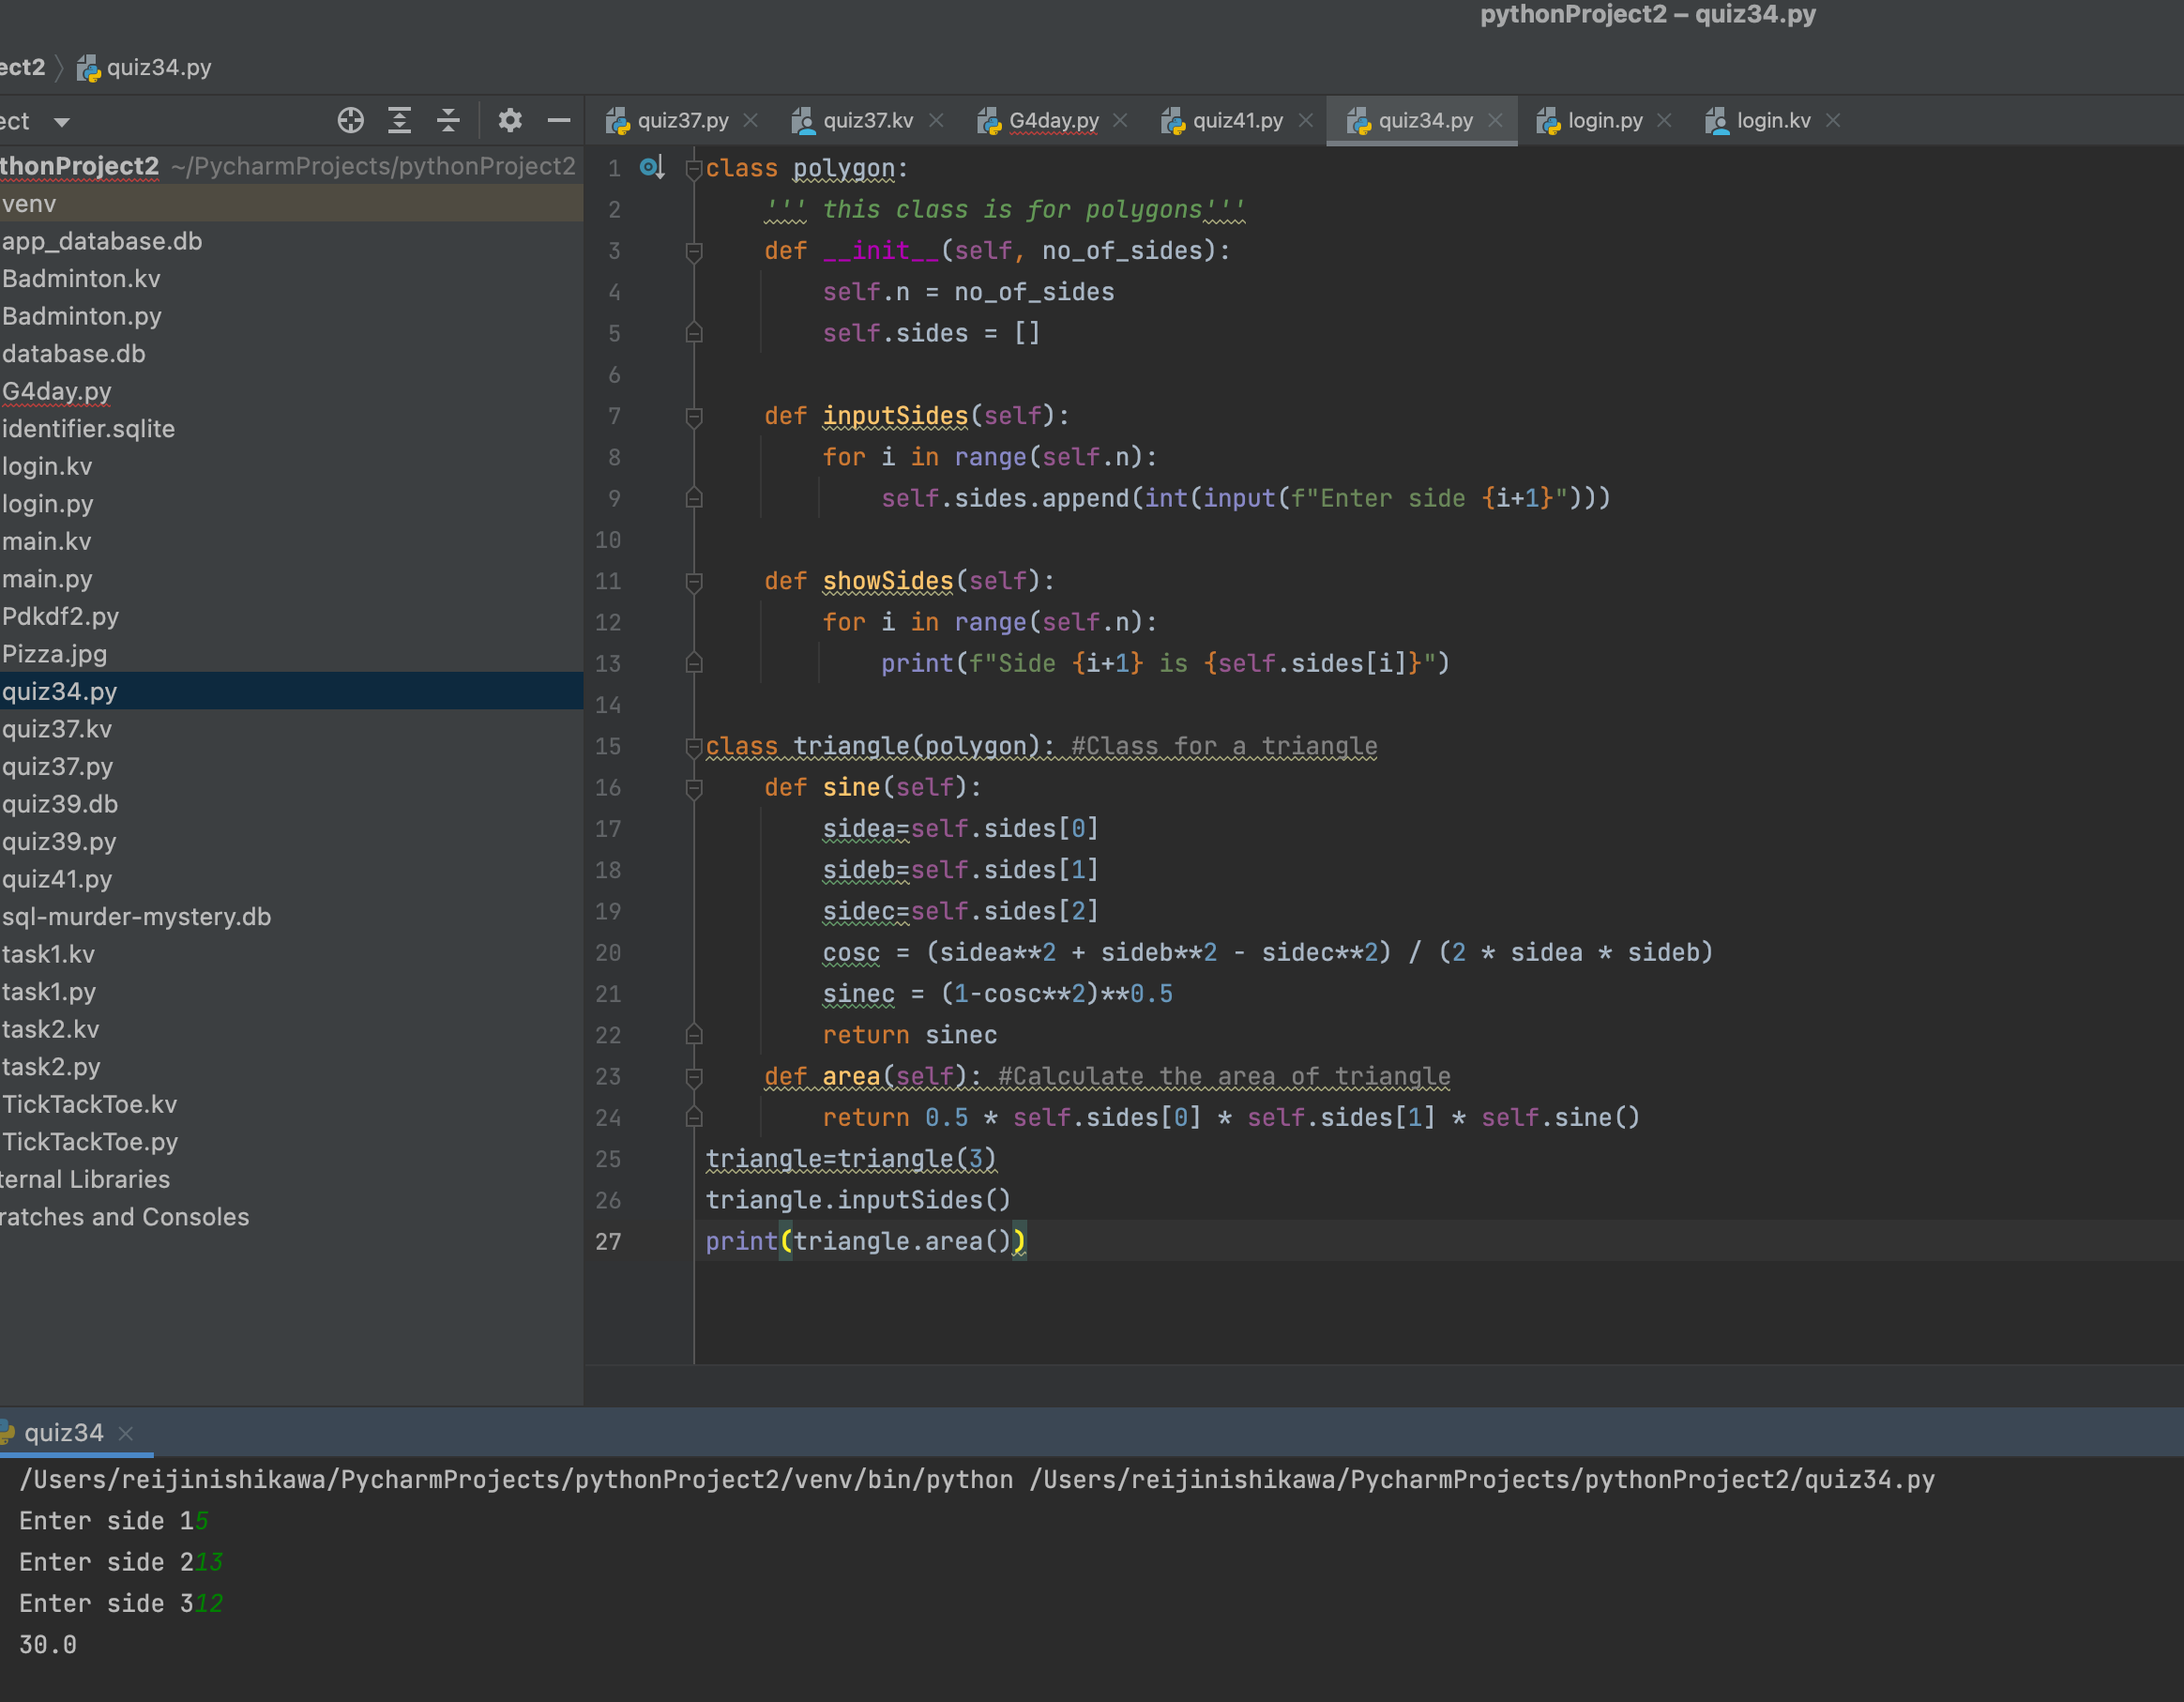 pythonProject2 – quiz34.py
ect2 quiz34.py
ect
quiz37.py quiz37.kv G4day.py quiz41.py quiz34.py login.py login.kv
thonProject2 ~/PycharmProjects/pythonProject2
venv
app_database.db
Badminton.kv
Badminton.py
database.db
G4day.py
identifier.sqlite
login.kv
login.py
main.kv
main.py
Pdkdf2.py
Pizza.jpg
quiz34.py
quiz37.kv
quiz37.py
quiz39.db
quiz39.py
quiz41.py
sql-murder-mystery.db
task1.kv
task1.py
task2.kv
task2.py
TickTackToe.kv
TickTackToe.py
ternal Libraries
ratches and Consoles
1 class polygon:
2     ''' this class is for polygons'''
3     def __init__(self, no_of_sides):
4         self.n = no_of_sides
5         self.sides = []
6
7     def inputSides(self):
8         for i in range(self.n):
9             self.sides.append(int(input(f"Enter side {i+1}")))
10
11     def showSides(self):
12         for i in range(self.n):
13             print(f"Side {i+1} is {self.sides[i]}")
14
15 class triangle(polygon): #Class for a triangle
16     def sine(self):
17         sidea=self.sides[0]
18         sideb=self.sides[1]
19         sidec=self.sides[2]
20         cosc = (sidea**2 + sideb**2 - sidec**2) / (2 * sidea * sideb)
21         sinec = (1-cosc**2)**0.5
22         return sinec
23     def area(self): #Calculate the area of triangle
24         return 0.5 * self.sides[0] * self.sides[1] * self.sine()
25 triangle=triangle(3)
26 triangle.inputSides()
27 print(triangle.area())
quiz34
/Users/reijinishikawa/PycharmProjects/pythonProject2/venv/bin/python /Users/reijinishikawa/PycharmProjects/pythonProject2/quiz34.py
Enter side 15
Enter side 213
Enter side 312
30.0